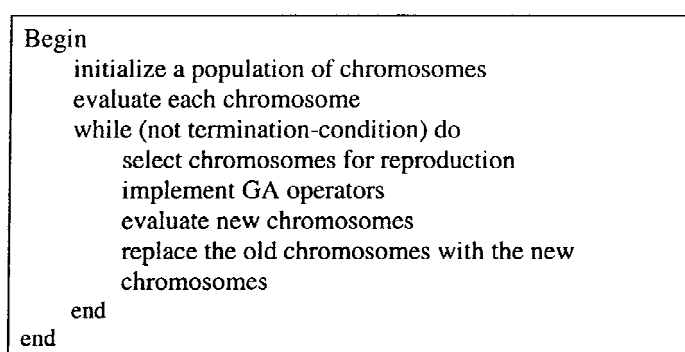 Begin
initialize a population of chromosomes
evaluate each chromosome
while (not termination-condition) do
select chromosomes for reproduction
implement GA operators
evaluate new chromosomes
replace the old chromosomes with the new
chromosomes
end
end